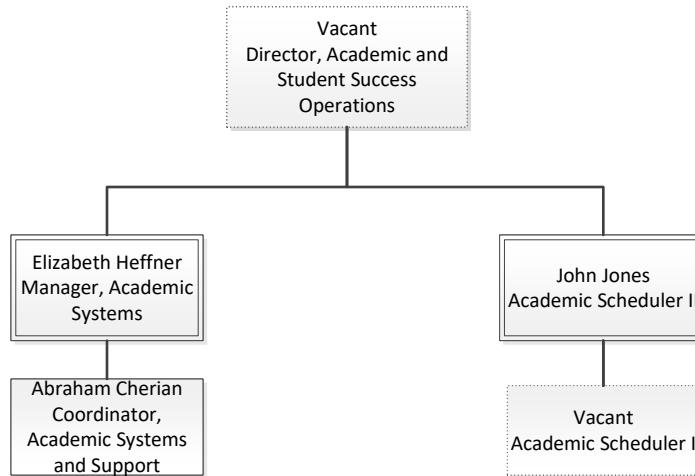 Vacant
Director, Academic and
Student Success
Operations
Elizabeth Heffner
Manager, Academic
Systems
John Jones
Academic Scheduler II
Abraham Cherian
Coordinator,
Academic Systems
and Support
Vacant
Academic Scheduler I